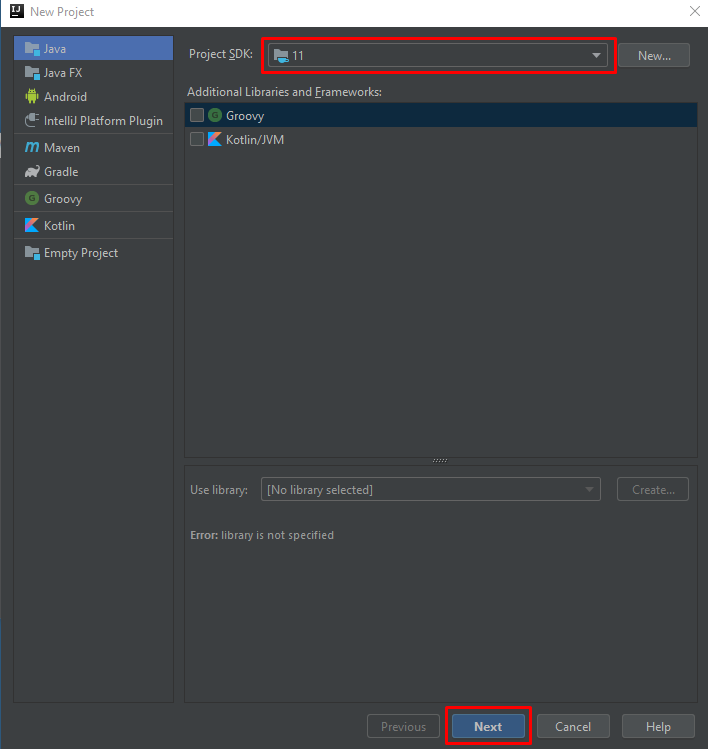 New Project
Java
Java FX
Android
IntelliJ Platform Plugin
Maven
Gradle
Groovy
Kotlin
Empty Project
Project SDK: 11 New...
Additional Libraries and Frameworks:
Groovy
Kotlin/JVM
Use library: [No library selected] Create...
Error: library is not specified
Previous Next Cancel Help